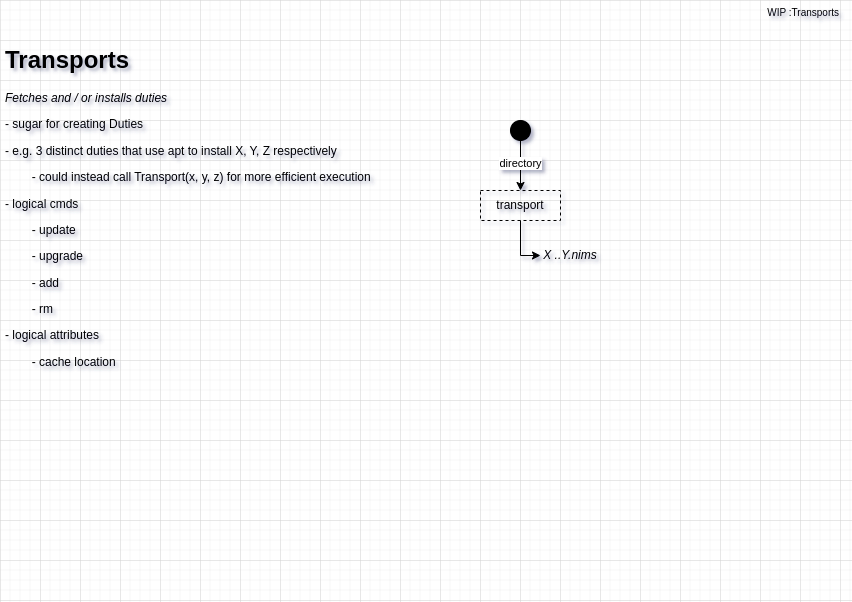 WIP :Transports
Transports
Fetches and / or installs duties
- sugar for creating Duties
- e.g. 3 distinct duties that use apt to install X, Y, Z respectively
- could instead call Transport(x, y, z) for more efficient execution
- logical cmds
- update
- upgrade
- add
- rm
- logical attributes
- cache location
directory
transport
X ..Y.nims